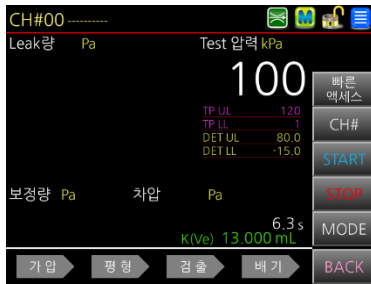 CH#00 ----------
M
Leak량 Pa Test 압력 kPa
100
빠른
액세스
TP UL 120
TP LL 1
DET UL 80.0
DET LL -15.0
CH#
START
보정량 Pa 차압 Pa
STOP
6.3 s
K(Ve) 13.000 mL
MODE
가 압 평 형 검 출 배 기 BACK